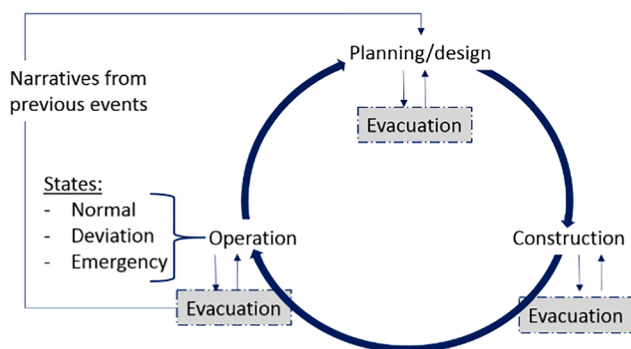 Planning/design
Narratives from
previous events
Evacuation
States:
- Normal
- Deviation
- Emergency
Operation
Construction
Evacuation
Evacuation